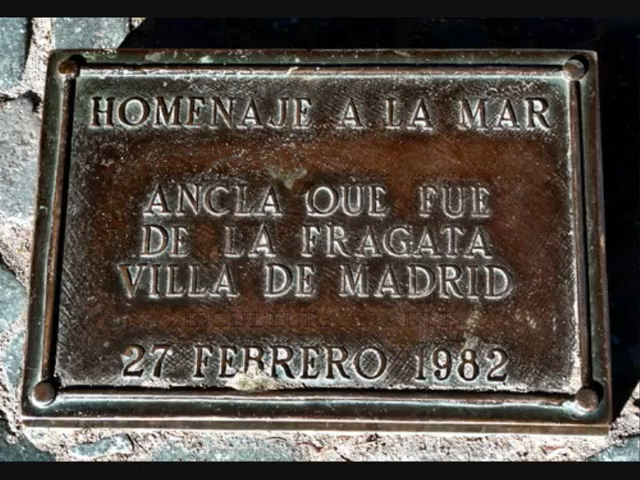 HOMENAJE A LA MAR
ANCLA QUE FUE
DE LA FRAGATA
VILLA DE MADRID
27 FEBRERO 1982